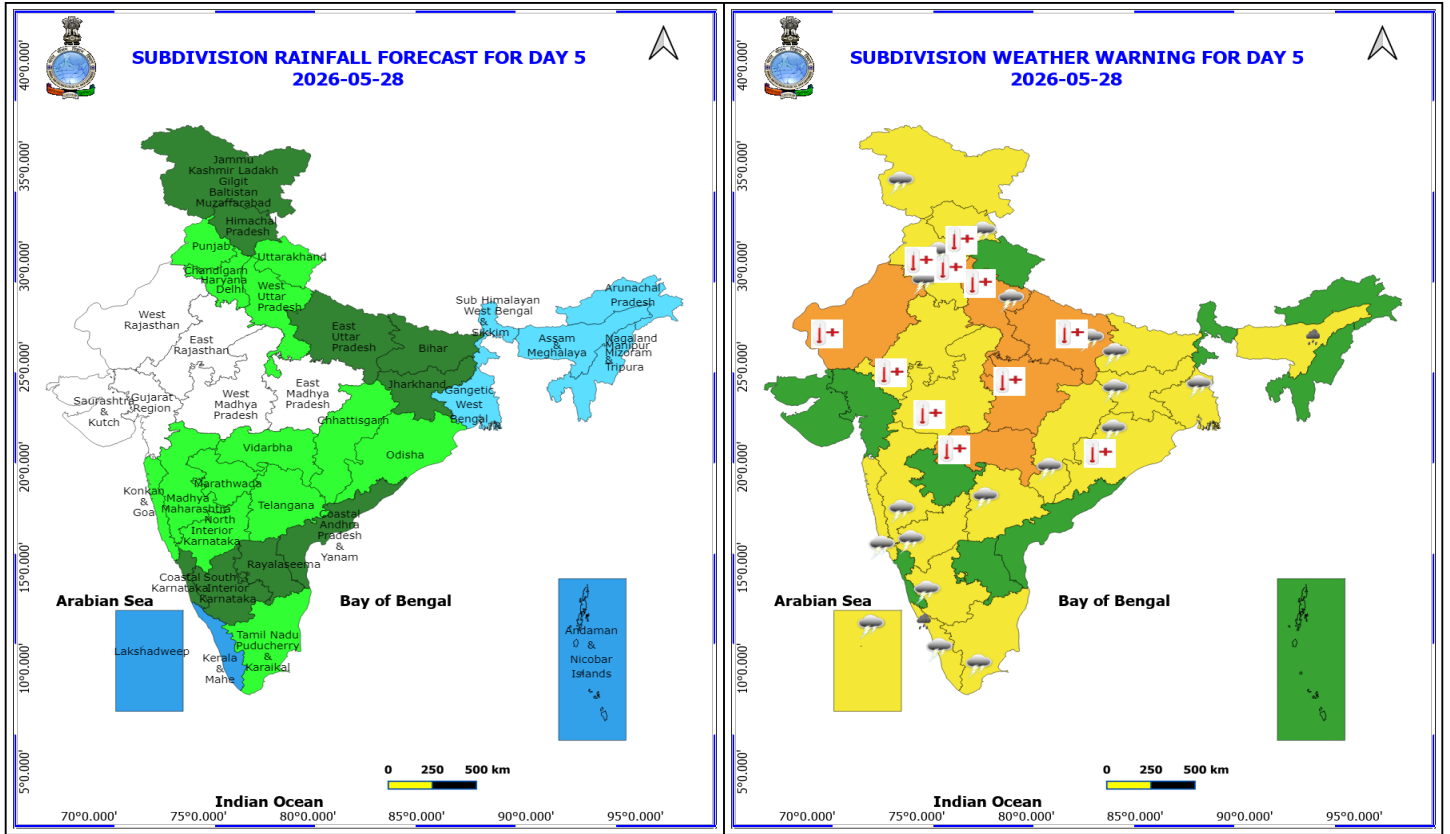 SUBDIVISION RAINFALL FORECAST FOR DAY 5
2026-05-28
40°0.000'
35°0.000'
30°0.000'
25°0.000'
20°0.000'
15°0.000'
10°0.000'
5°0.000'
Jammu
Kashmir Ladakh
Gilgit
Baltistan
Muzaffarabad
Himachal
Pradesh
Punjab
Uttarakhand
Chandigarh
Haryana
Delhi
West
Uttar
Pradesh
West
Rajasthan
East
Rajasthan
East
Uttar
Pradesh
Bihar
Sub Himalayan
West Bengal
&
Sikkim
Arunachal
Pradesh
Assam
&
Meghalaya
Nagaland
Manipur
Mizoram
&
Tripura
Jharkhand
Gangetic
West
Bengal
Saurashtra
&
Kutch
Gujarat
Region
West
Madhya
Pradesh
East
Madhya
Pradesh
Chhattisgarh
Vidarbha
Odisha
Konkan
&
Goa
Madhya
Maharashtra
Marathwada
Telangana
North
Interior
Karnataka
Coastal
Andhra
Pradesh
&
Yanam
Rayalaseema
Coastal
Karnataka
South
Interior
Karnataka
Arabian Sea
Bay of Bengal
Lakshadweep
Kerala
&
Mahe
Tamil Nadu
Puducherry
&
Karaikal
Andaman
&
Nicobar
Islands
0 250 500 km
Indian Ocean
70°0.000' 75°0.000' 80°0.000' 85°0.000' 90°0.000' 95°0.000'
SUBDIVISION WEATHER WARNING FOR DAY 5
2026-05-28
40°0.000'
35°0.000'
30°0.000'
25°0.000'
20°0.000'
15°0.000'
10°0.000'
5°0.000'
Arabian Sea
Bay of Bengal
0 250 500 km
Indian Ocean
70°0.000' 75°0.000' 80°0.000' 85°0.000' 90°0.000' 95°0.000'